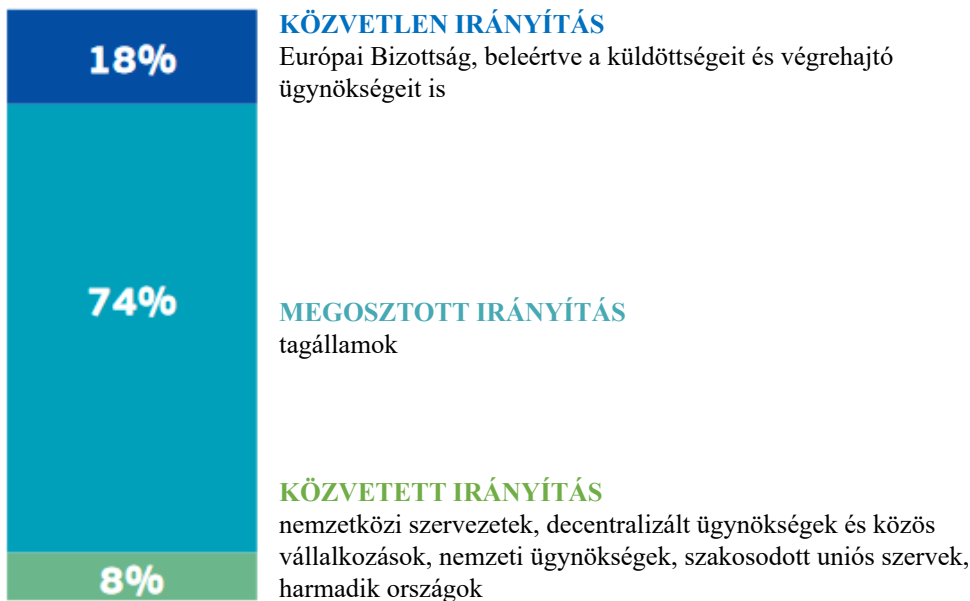 18%
KÖZVETLEN IRÁNYÍTÁS
Európai Bizottság, beleértve a küldöttségeit és végrehajtó
ügynökségeit is
74%
MEGOSZTOTT IRÁNYÍTÁS
tagállamok
KÖZVETETT IRÁNYÍTÁS
nemzetközi szervezetek, decentralizált ügynökségek és közös
vállalkozások, nemzeti ügynökségek, szakosodott uniós szervek,
harmadik országok
8%